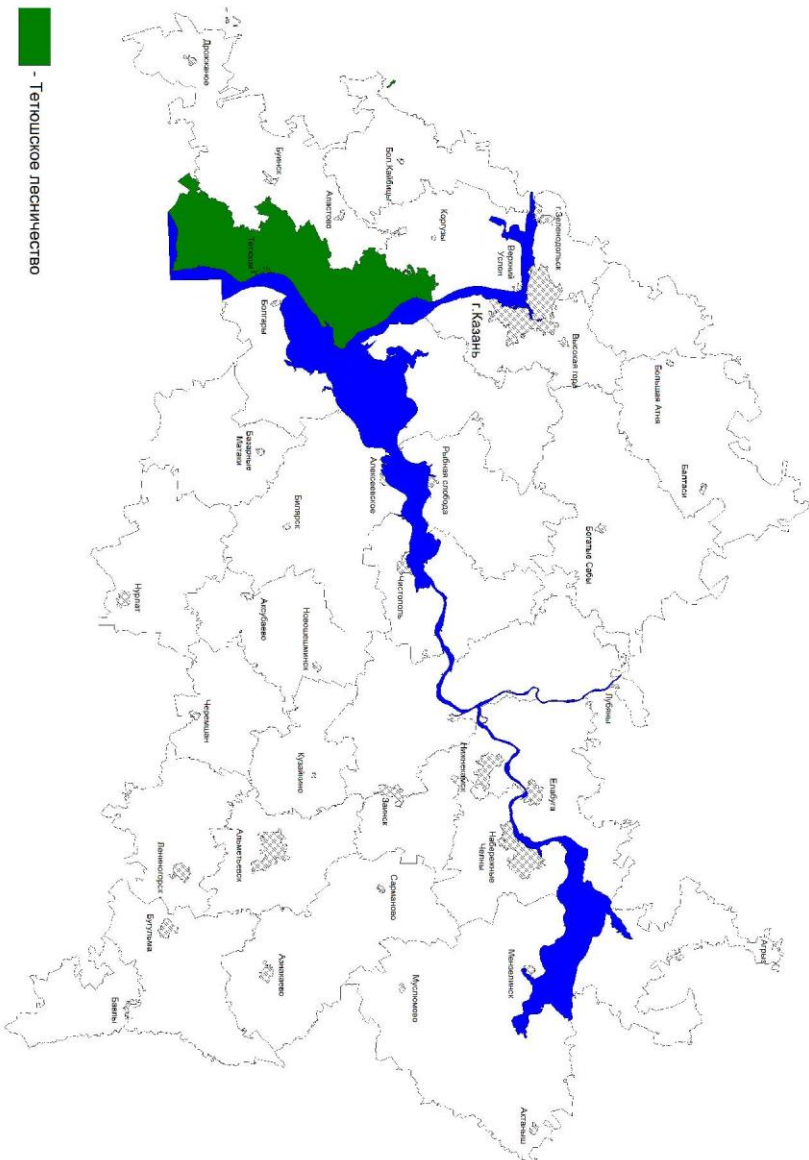 - Тетюшское лесничество
Агрыз
Балтаси
Большая Атня
Лубяны
Богатые Сабы
Высокая гора
г.Зеленодольск
Елабуга
Актаныш
Мензелинск
Набережные
Челны
Нижнекамск
Верхний
Услон
г.Казань
Рыбная слобода
Коргузы
Бол.Кайбицы
Чистополь
Алексеевское
Заинск
Сарманово
Муслюмово
Апастово
Новошешминск
Кузайкино
Билярск
Буинск
Тетюши
Болгары
Базарные
Матаки
Аксубаево
Альметьевск
Азнакаево
Дрожжаное
Черемшан
Лениногорск
Бугульма
Нурлат
Бавлы